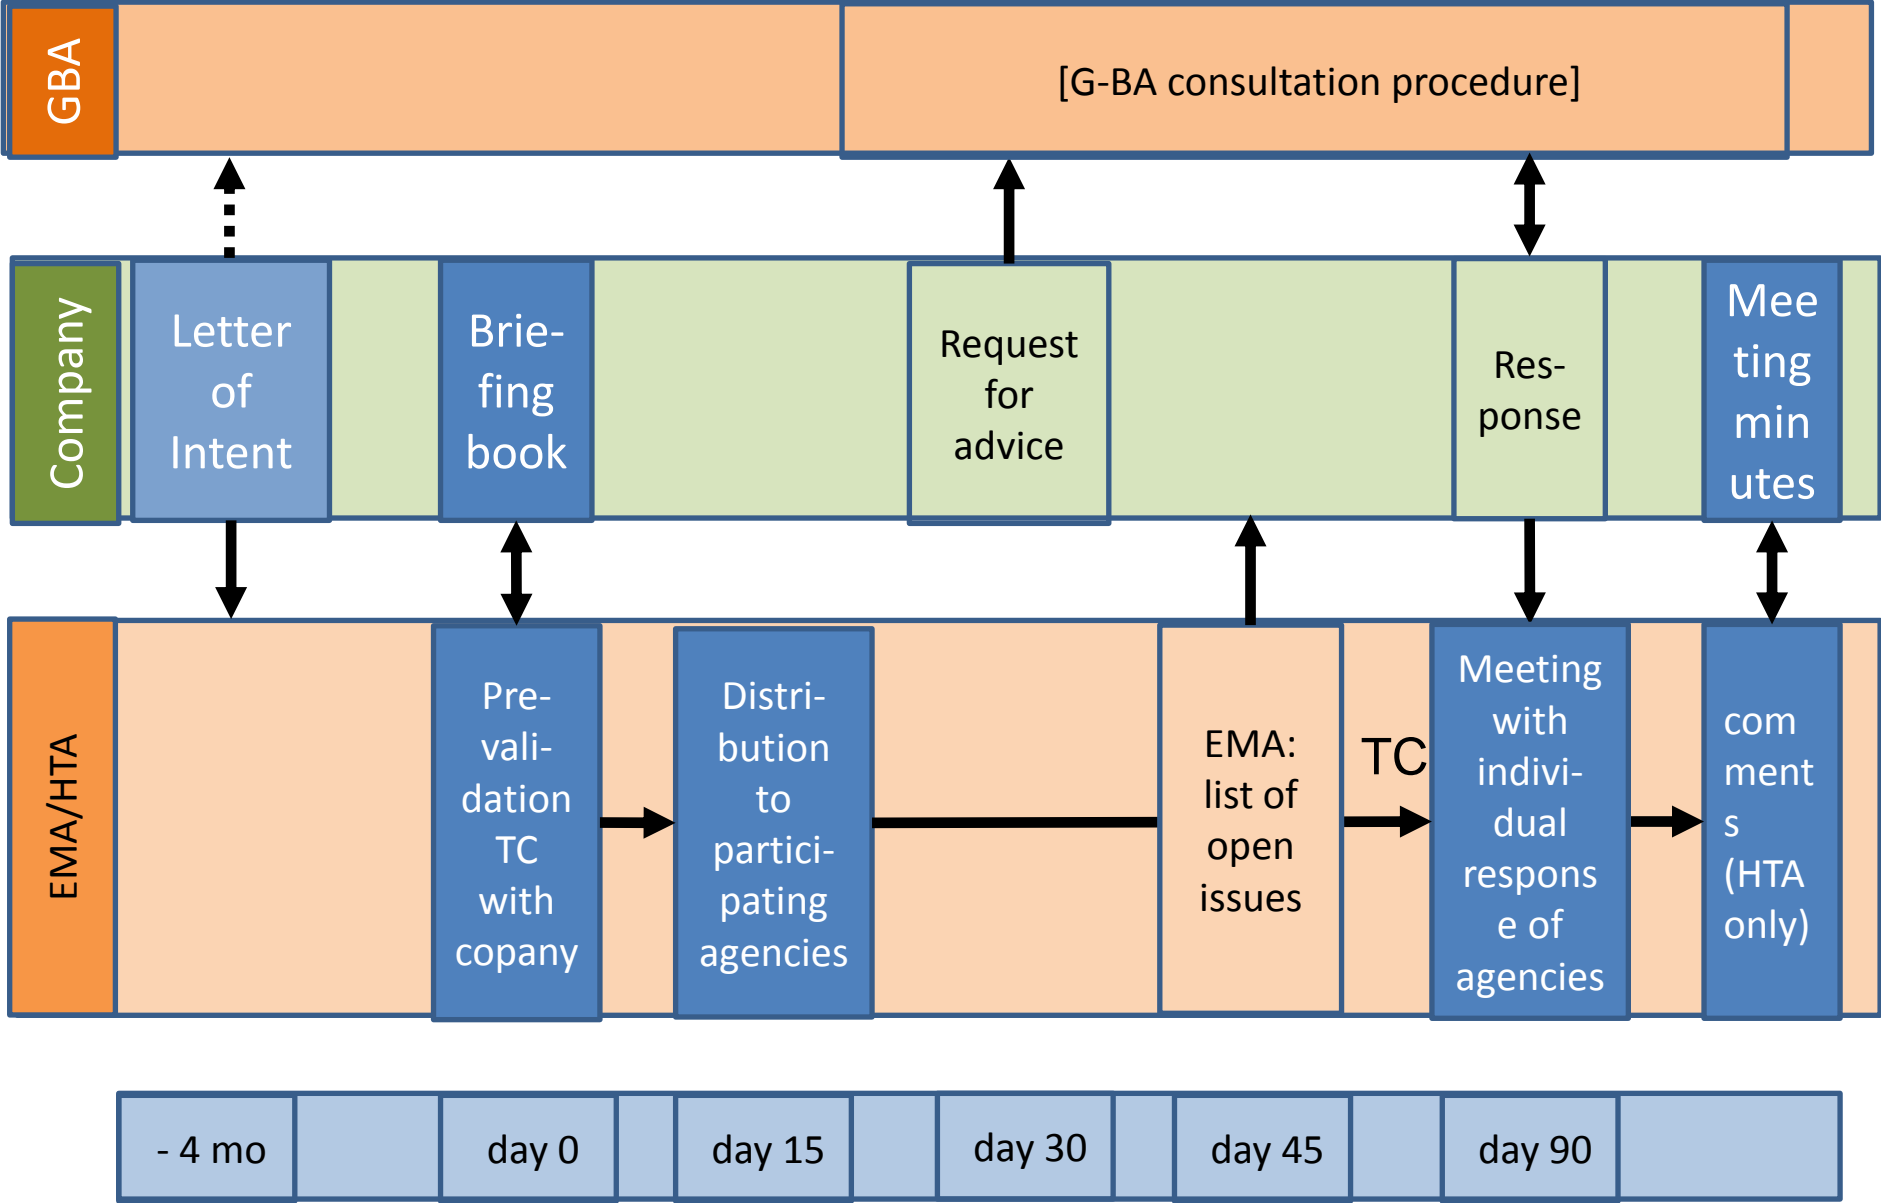 GBA
[G-BA consultation procedure]
Company
Letter
of
Intent
Brie-
fing
book
Request
for
advice
Res-
ponse
Mee
ting
min
utes
EMA/HTA
Pre-
vali-
dation
TC
with
copany
Distri-
bution
to
partici-
pating
agencies
EMA:
list of
open
issues
TC
Meeting
with
indivi-
dual
respons
e of
agencies
com
ment
s
(HTA
only)
- 4 mo
day 0
day 15
day 30
day 45
day 90